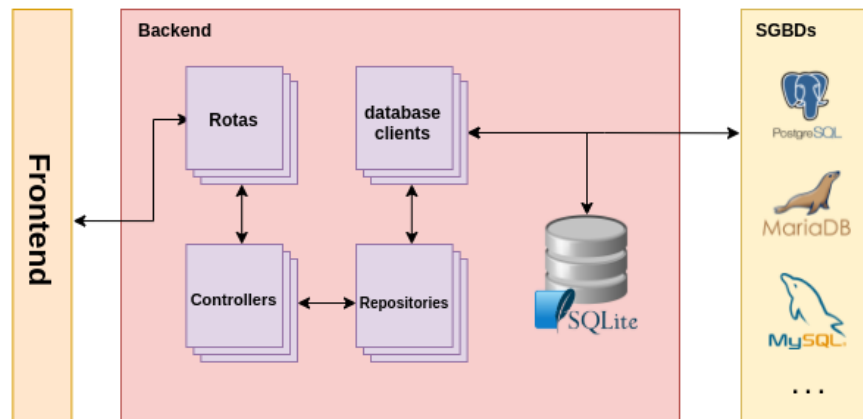 Frontend
Backend
Rotas
database
clients
Controllers
Repositories
SQLite
SGBDs
PostgreSQL
MariaDB
MySQL
...